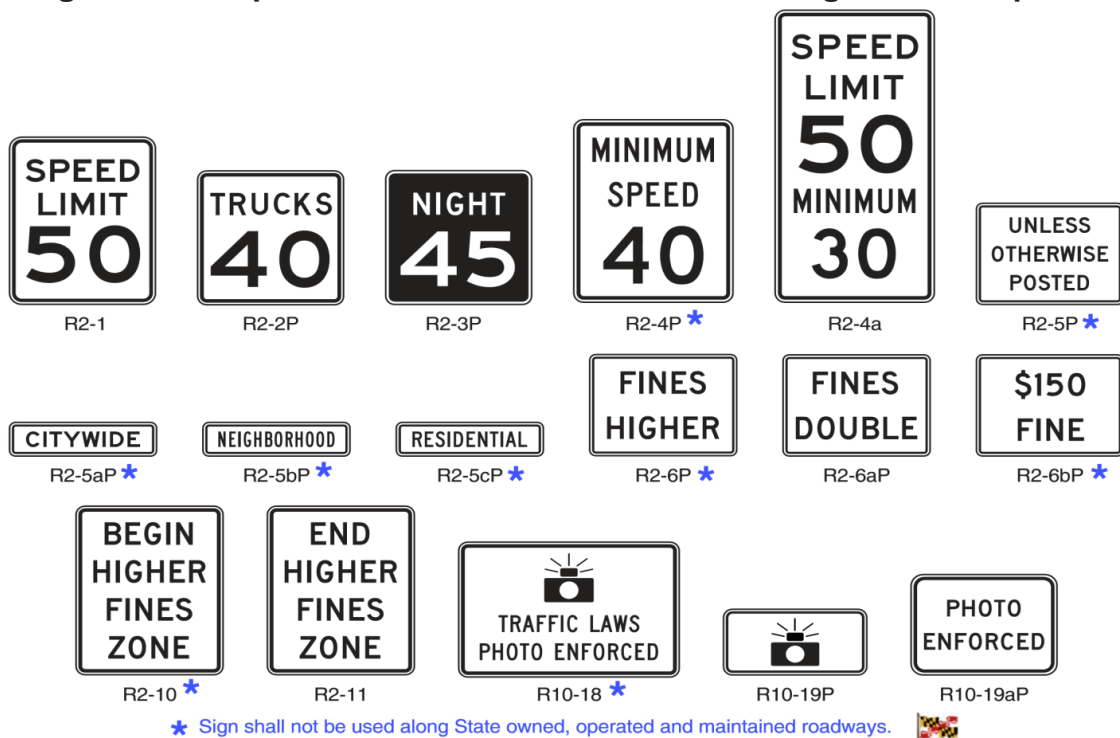 SPEED
LIMIT
50
R2-1
TRUCKS
40
R2-2P
NIGHT
45
R2-3P
MINIMUM
SPEED
40
R2-4P *
SPEED
LIMIT
50
MINIMUM
30
R2-4a
UNLESS
OTHERWISE
POSTED
R2-5P *
CITYWIDE
R2-5aP *
NEIGHBORHOOD
R2-5bP *
RESIDENTIAL
R2-5cP *
FINES
HIGHER
R2-6P *
FINES
DOUBLE
R2-6aP
$150
FINE
R2-6bP *
BEGIN
HIGHER
FINES
ZONE
R2-10 *
END
HIGHER
FINES
ZONE
R2-11
TRAFFIC LAWS
PHOTO ENFORCED
R10-18 *
R10-19P
PHOTO
ENFORCED
R10-19aP
* Sign shall not be used along State owned, operated and maintained roadways.